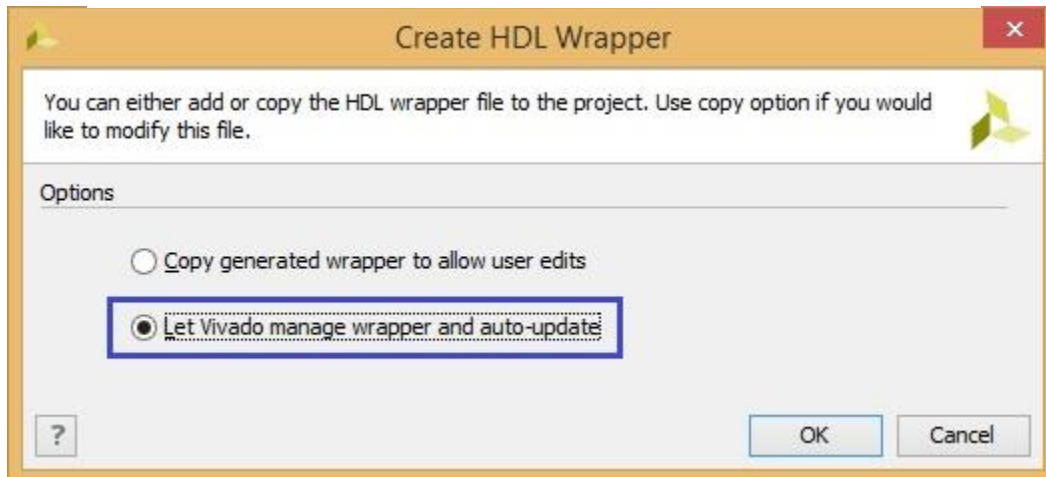 Create HDL Wrapper
You can either add or copy the HDL wrapper file to the project. Use copy option if you would
like to modify this file.
Options
Copy generated wrapper to allow user edits
Let Vivado manage wrapper and auto-update
?
OK
Cancel